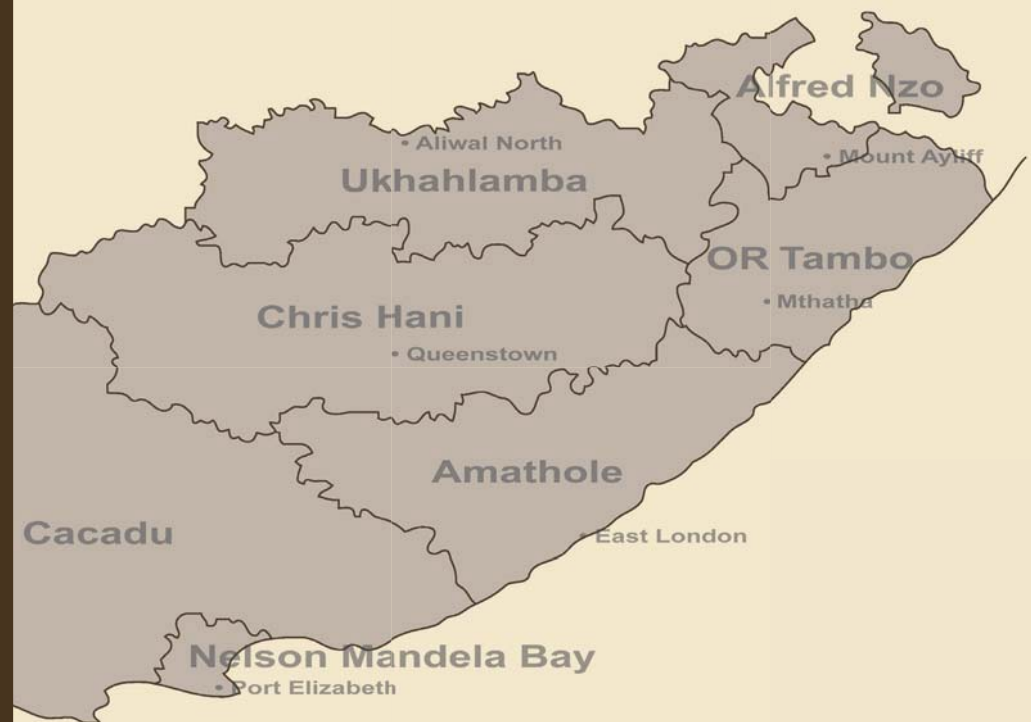 Alfred Nzo
• Aliwal North
• Mount Ayliff
Ukhahlamba
OR Tambo
• Mthatha
Chris Hani
• Queenstown
Amathole
Cacadu
• East London
Nelson Mandela Bay
• Port Elizabeth